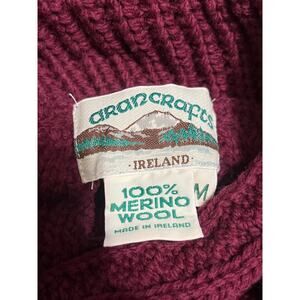 arancrafts
· IRELAND ·
M
100%
MERINO
WOOL
MADE IN IRELAND